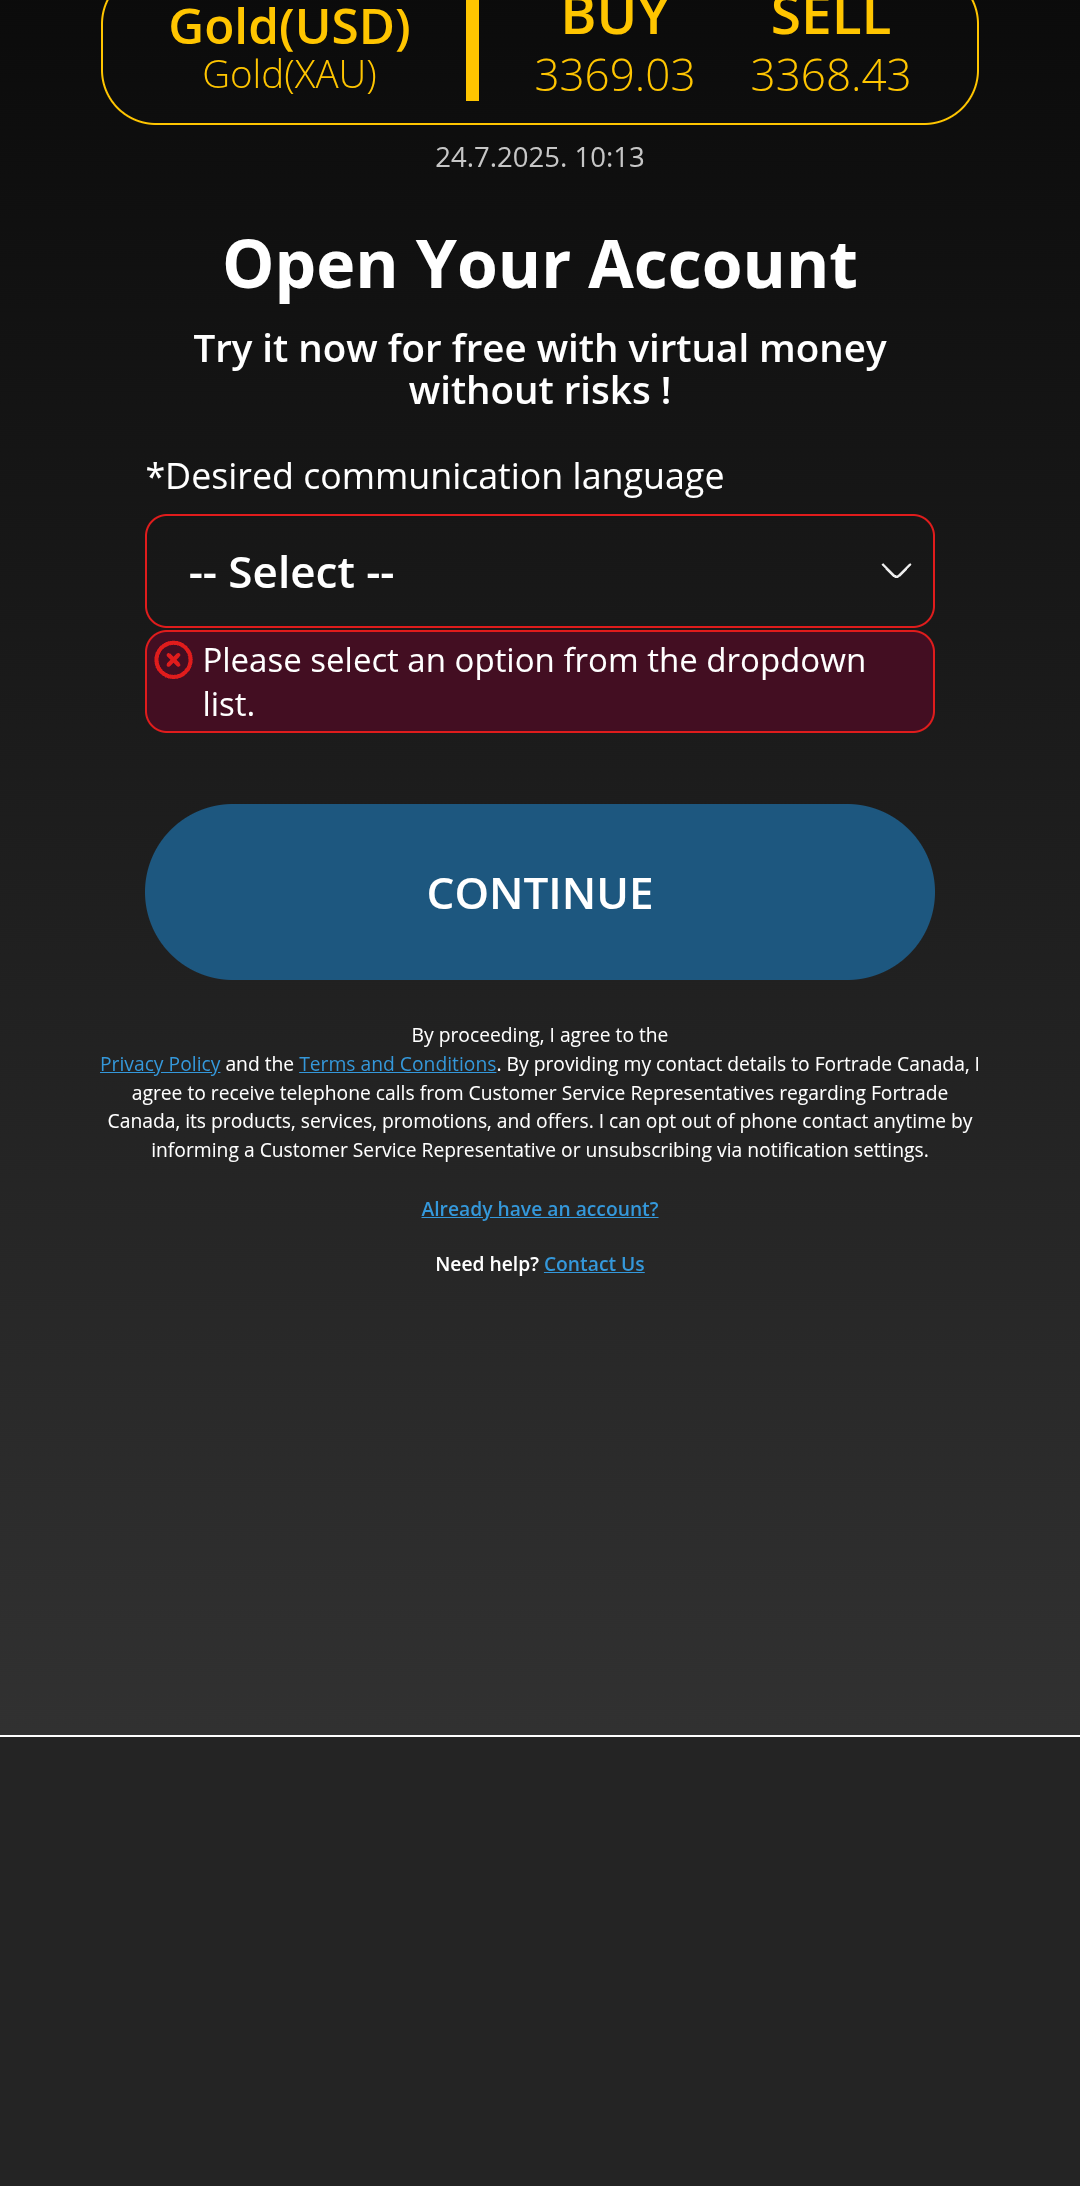 Gold(USD)
Gold(XAU)
BUY
3369.03
SELL
3368.43
24.7.2025. 10:13
Open Your Account
Try it now for free with virtual money
without risks !
*Desired communication language
-- Select --
Please select an option from the dropdown
list.
CONTINUE
By proceeding, I agree to the
Privacy Policy and the Terms and Conditions. By providing my contact details to Fortrade Canada, I
agree to receive telephone calls from Customer Service Representatives regarding Fortrade
Canada, its products, services, promotions, and offers. I can opt out of phone contact anytime by
informing a Customer Service Representative or unsubscribing via notification settings.
Already have an account?
Need help? Contact Us